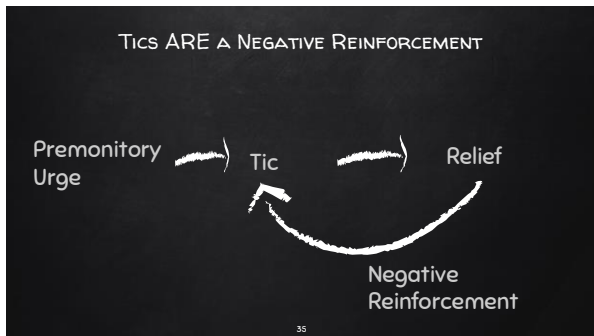 Tics ARE a Negative Reinforcement
Premonitory
Urge
Tic
Relief
Negative
Reinforcement
35